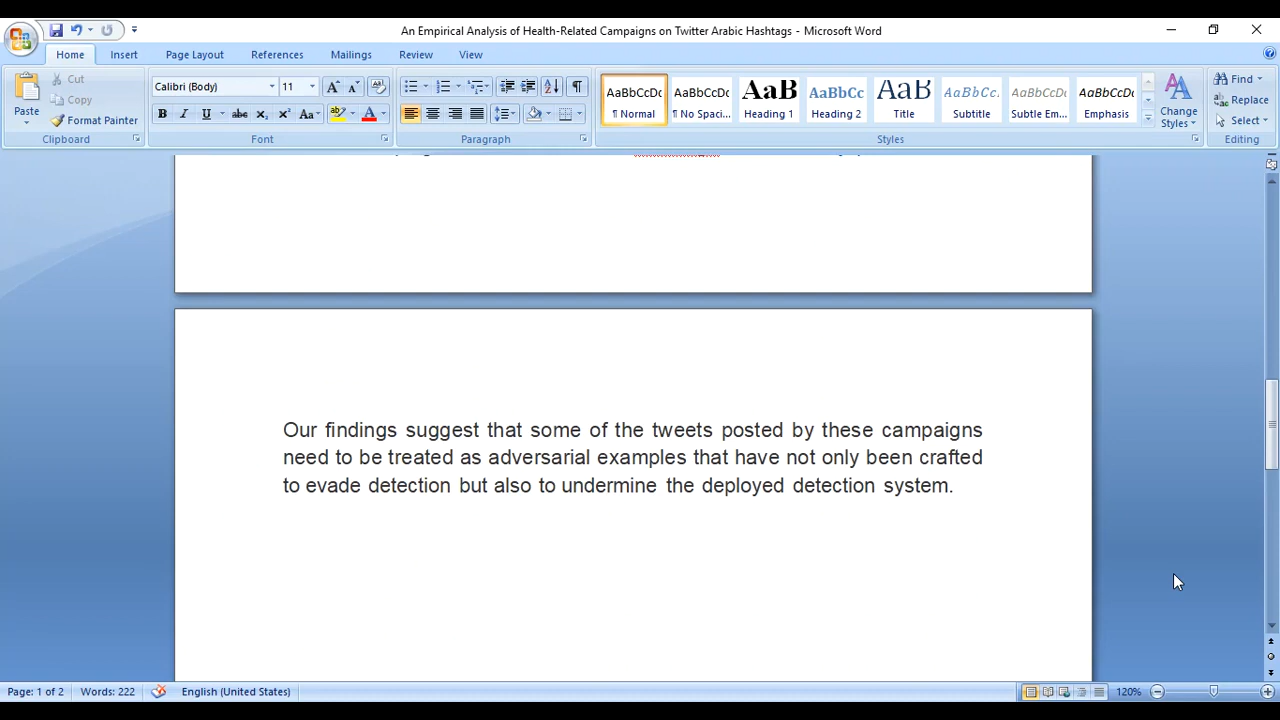 An Empirical Analysis of Health-Related Campaigns on Twitter Arabic Hashtags - Microsoft Word
Home Insert Page Layout References Mailings Review View
Paste
Cut
Copy
Format Painter
Clipboard
Calibri (Body) 11
Font
Paragraph
AaBbCcDc AaBbCcDc AaB AaBbCc AaB AaBbCc. AaBbCcDc AaBbCcDc
¶ Normal ¶ No Spaci... Heading 1 Heading 2 Title Subtitle Subtle Em... Emphasis
Change Styles
Styles
Find
Replace
Select
Editing
Our findings suggest that some of the tweets posted by these campaigns
need to be treated as adversarial examples that have not only been crafted
to evade detection but also to undermine the deployed detection system.
Page: 1 of 2 Words: 222 English (United States) 120%